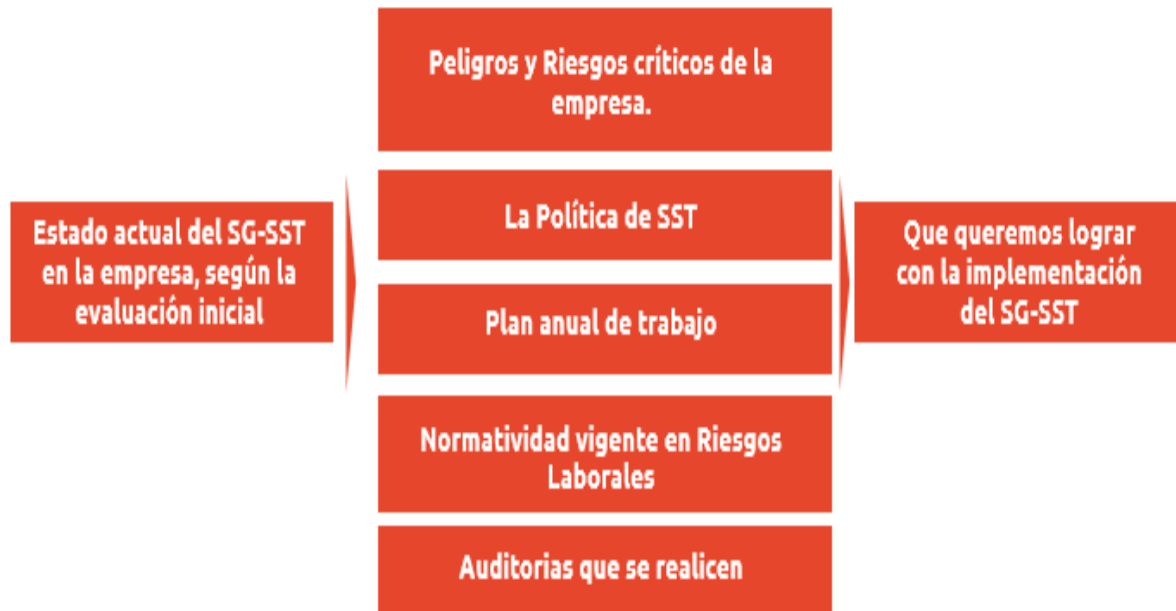 Estado actual del SG-SST
en la empresa, según la
evaluación inicial
Peligros y Riesgos críticos de la
empresa.
La Política de SST
Plan anual de trabajo
Normatividad vigente en Riesgos
Laborales
Auditorias que se realicen
Que queremos lograr
con la implementación
del SG-SST